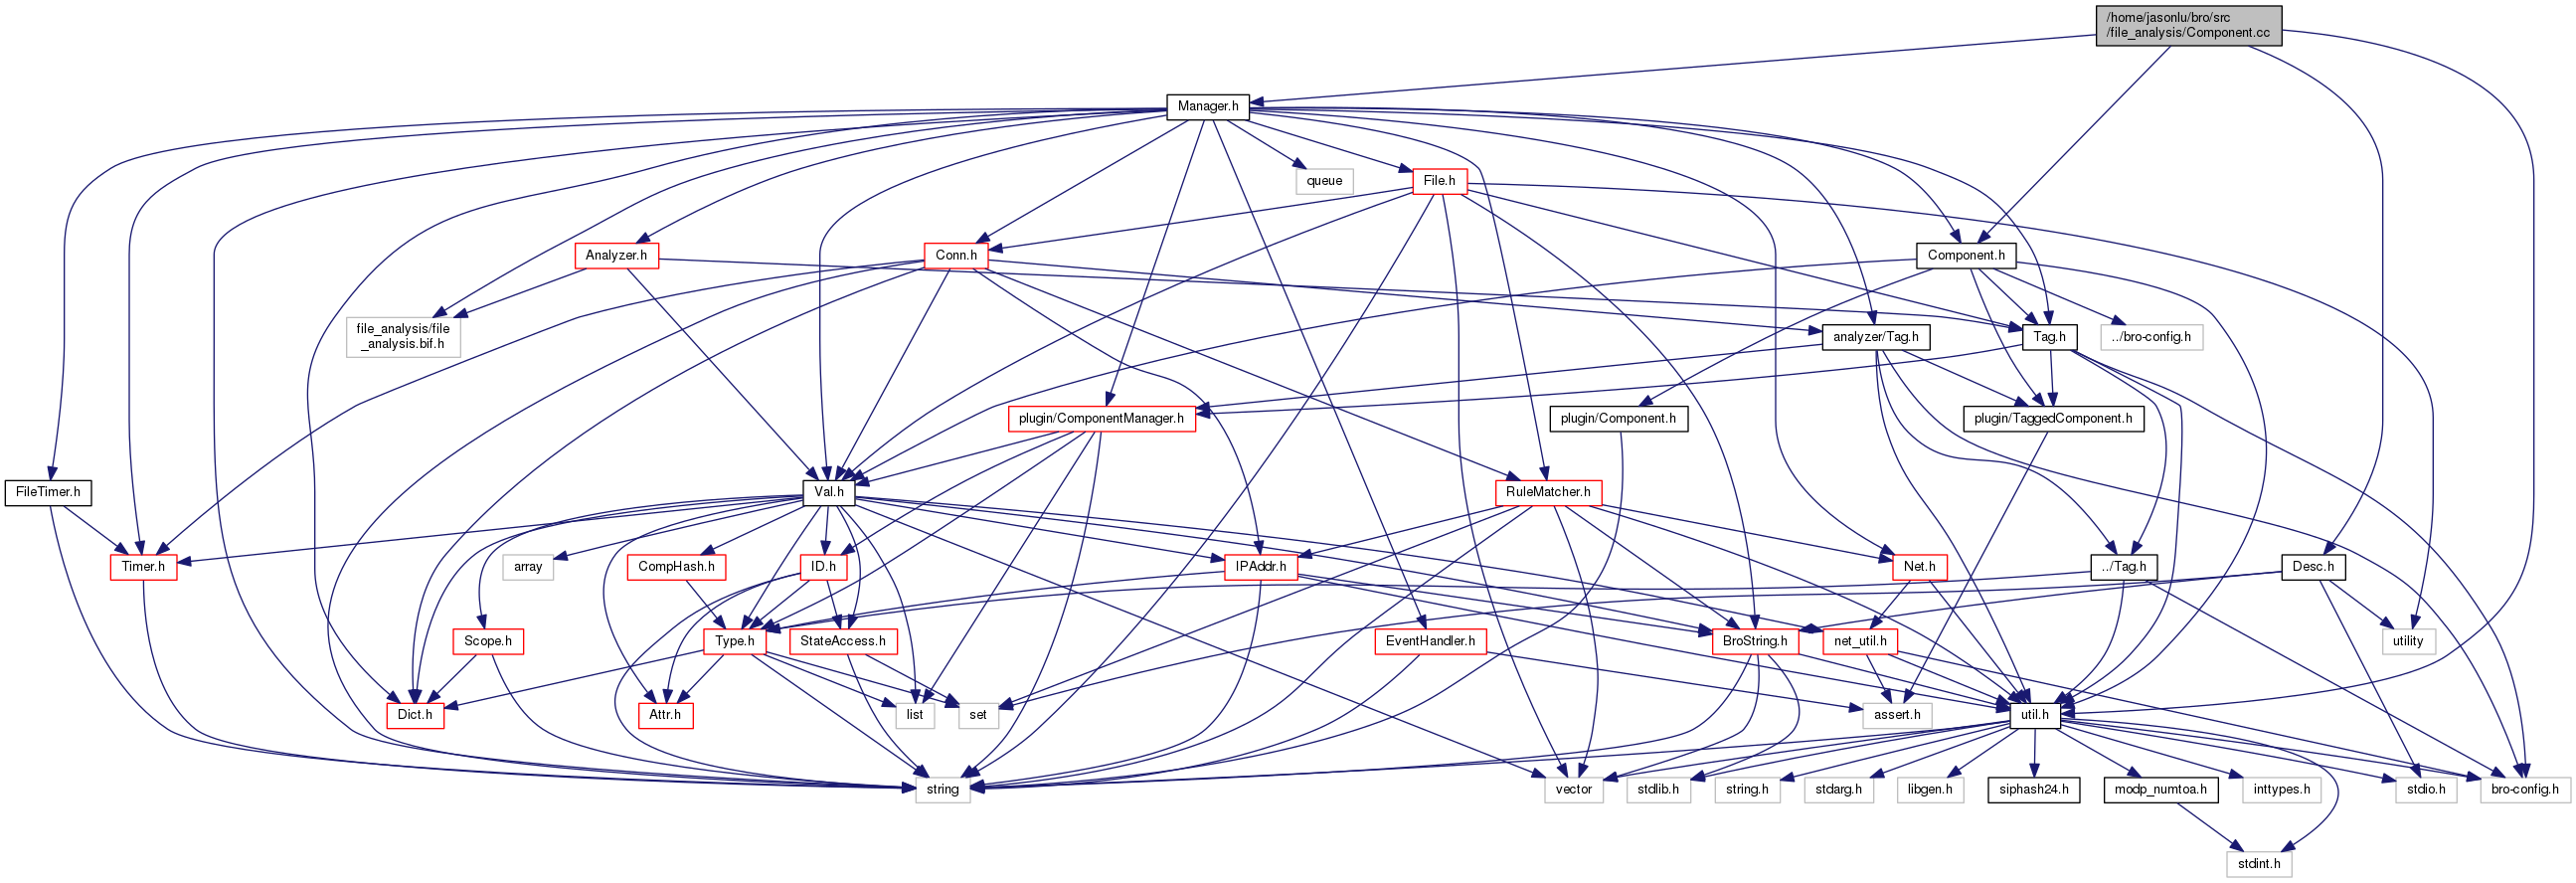 /home/jasonlu/bro/src
/file_analysis/Component.cc
Manager.h
queue
File.h
Analyzer.h
Conn.h
Component.h
file_analysis/file
_analysis.bif.h
analyzer/Tag.h
Tag.h
../bro-config.h
plugin/ComponentManager.h
plugin/Component.h
plugin/TaggedComponent.h
FileTimer.h
Val.h
RuleMatcher.h
Timer.h
array
CompHash.h
ID.h
IPAddr.h
Net.h
../Tag.h
Desc.h
Scope.h
Type.h
StateAccess.h
EventHandler.h
BroString.h
net_util.h
utility
Dict.h
Attr.h
list
set
assert.h
util.h
string
vector
stdlib.h
string.h
stdarg.h
libgen.h
siphash24.h
modp_numtoa.h
inttypes.h
stdio.h
bro-config.h
stdint.h